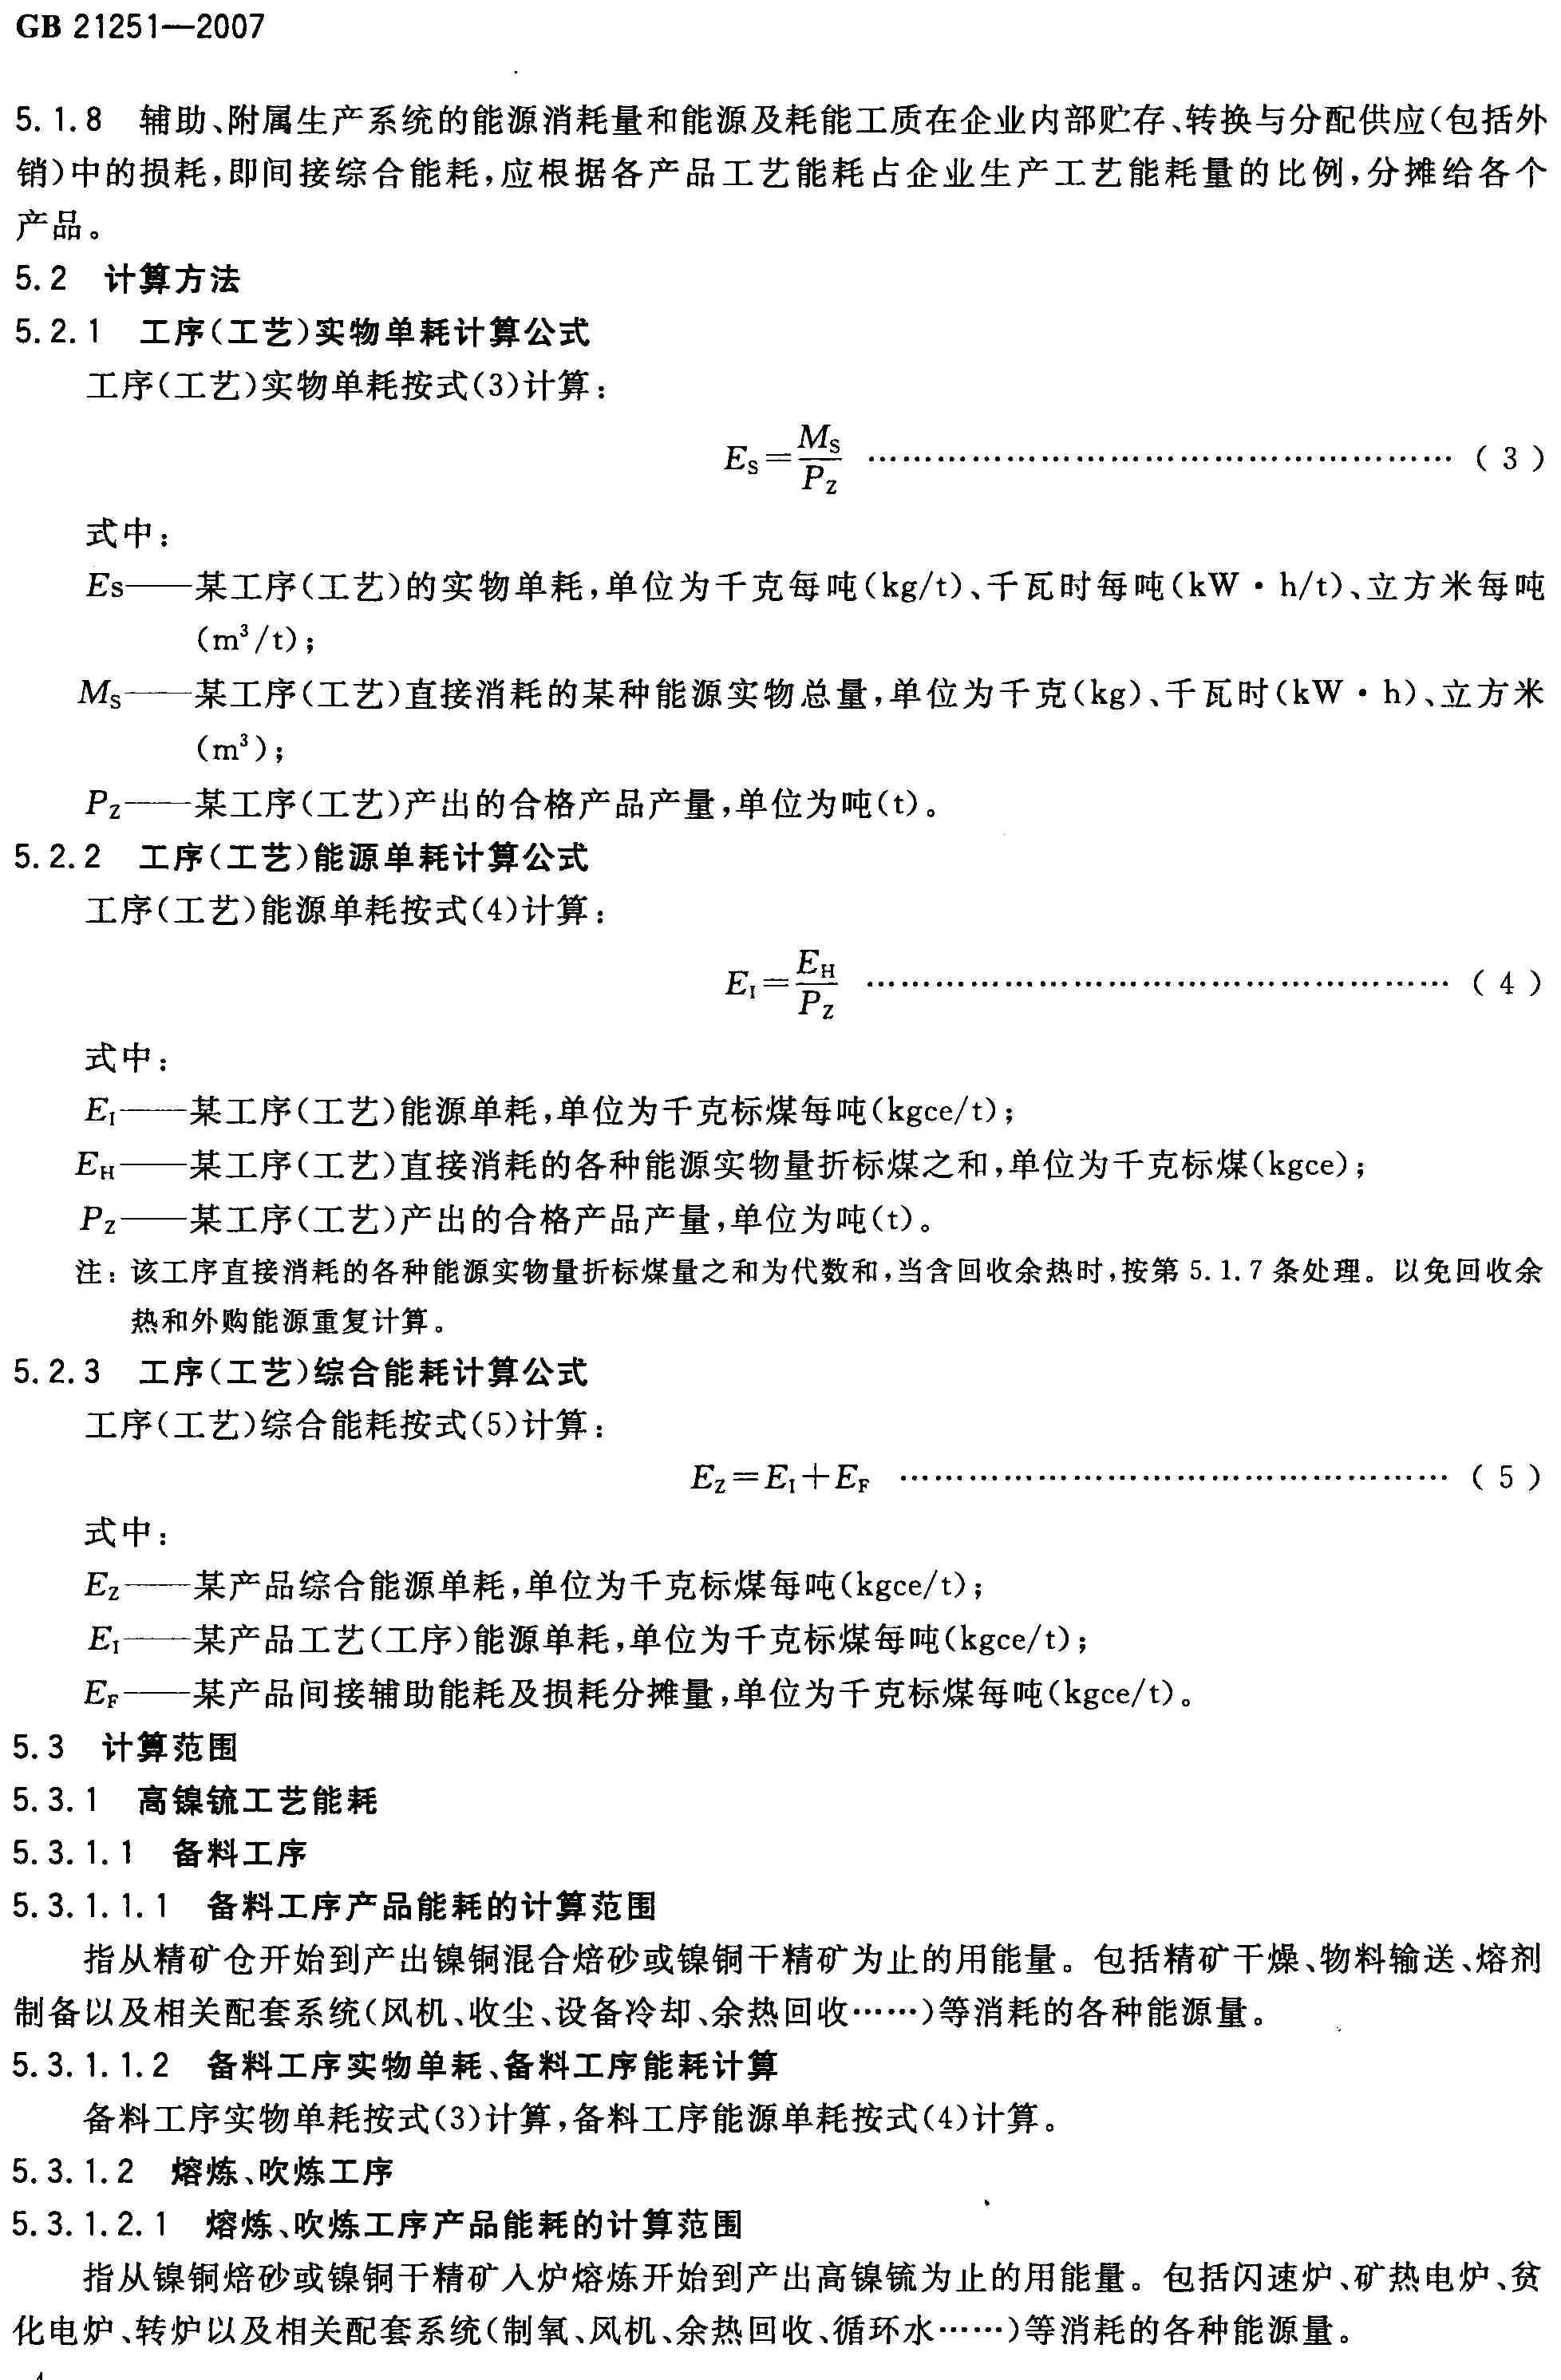 GB 21251—2007
5.1.8 辅助、附属生产系统的能源消耗量和能源及耗能工质在企业内部贮存、转换与分配供应(包括外
销)中的损耗,即间接综合能耗,应根据各产品工艺能耗占企业生产工艺能耗量的比例,分摊给各个
产品。
5.2 计算方法
5.2.1 工序(工艺)实物单耗计算公式
工序(工艺)实物单耗按式(3)计算:
E_S=M_S/P_Z ……………………………………………(3)
式中:
E_S——某工序(工艺)的实物单耗,单位为千克每吨(kg/t)、千瓦时每吨(kW·h/t)、立方米每吨
(m³/t);
M_S——某工序(工艺)直接消耗的某种能源实物总量,单位为千克(kg)、千瓦时(kW·h)、立方米
(m³);
P_Z——某工序(工艺)产出的合格产品产量,单位为吨(t)。
5.2.2 工序(工艺)能源单耗计算公式
工序(工艺)能源单耗按式(4)计算:
E_I=E_H/P_Z ……………………………………………(4)
式中:
E_I——某工序(工艺)能源单耗,单位为千克标煤每吨(kgce/t);
E_H——某工序(工艺)直接消耗的各种能源实物量折标煤之和,单位为千克标煤(kgce);
P_Z——某工序(工艺)产出的合格产品产量,单位为吨(t)。
注:该工序直接消耗的各种能源实物量折标煤量之和为代数和,当含回收余热时,按第5.1.7条处理。以免回收余
热和外购能源重复计算。
5.2.3 工序(工艺)综合能耗计算公式
工序(工艺)综合能耗按式(5)计算:
E_Z=E_I+E_F …………………………………………(5)
式中:
E_Z——某产品综合能源单耗,单位为千克标煤每吨(kgce/t);
E_I——某产品工艺(工序)能源单耗,单位为千克标煤每吨(kgce/t);
E_F——某产品间接辅助能耗及损耗分摊量,单位为千克标煤每吨(kgce/t)。
5.3 计算范围
5.3.1 高镍锍工艺能耗
5.3.1.1 备料工序
5.3.1.1.1 备料工序产品能耗的计算范围
指从精矿仓开始到产出镍铜混合焙砂或镍铜干精矿为止的用能量。包括精矿干燥、物料输送、熔剂
制备以及相关配套系统(风机、收尘、设备冷却、余热回收……)等消耗的各种能源量。
5.3.1.1.2 备料工序实物单耗、备料工序能耗计算
备料工序实物单耗按式(3)计算,备料工序能源单耗按式(4)计算。
5.3.1.2 熔炼、吹炼工序
5.3.1.2.1 熔炼、吹炼工序产品能耗的计算范围
指从镍铜焙砂或镍铜干精矿入炉熔炼开始到产出高镍锍为止的用能量。包括闪速炉、矿热电炉、贫
化电炉、转炉以及相关配套系统(制氧、风机、余热回收、循环水……)等消耗的各种能源量。